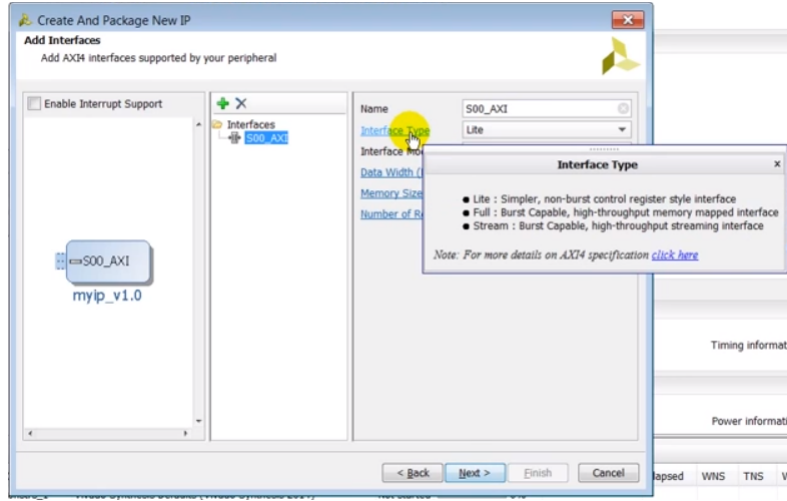 Create And Package New IP
Add Interfaces
Add AXI4 interfaces supported by your peripheral
Enable Interrupt Support
Interfaces
S00_AXI
Name
S00_AXI
Interface Type
Lite
Interface Mo
Data Width (
Memory Size
Number of Re
Interface Type
x
Lite : Simpler, non-burst control register style interface
Full : Burst Capable, high-throughput memory mapped interface
Stream : Burst Capable, high-throughput streaming interface
Note: For more details on AXI4 specification click here
S00_AXI
myip_v1.0
Timing informat
Power informati
< Back
Next >
Finish
Cancel
lapsed
WNS
TNS